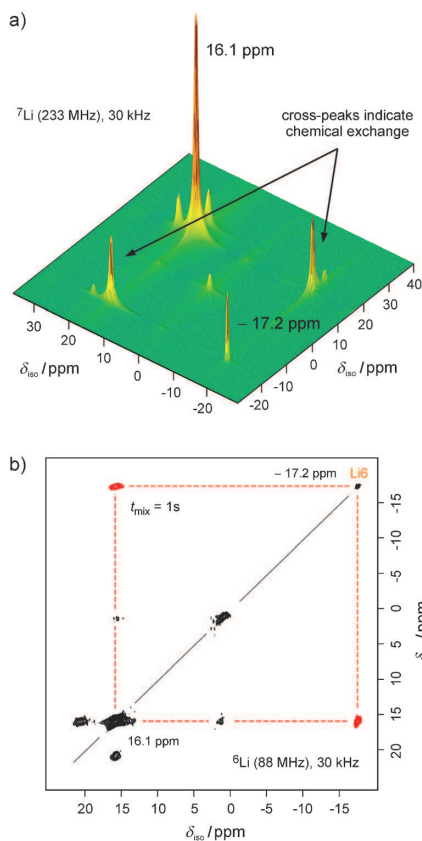 a)
16.1 ppm
⁷Li (233 MHz), 30 kHz
cross-peaks indicate
chemical exchange
– 17.2 ppm
30
20
10
0
-10
-20
δiso / ppm
40
30
20
10
0
-10
-20
δiso / ppm
b)
– 17.2 ppm
Li6
tmix = 1s
16.1 ppm
⁶Li (88 MHz), 30 kHz
-15
-10
-5
0
5
10
15
20
δ / ppm
20
15
10
5
0
-5
-10
-15
δiso / ppm